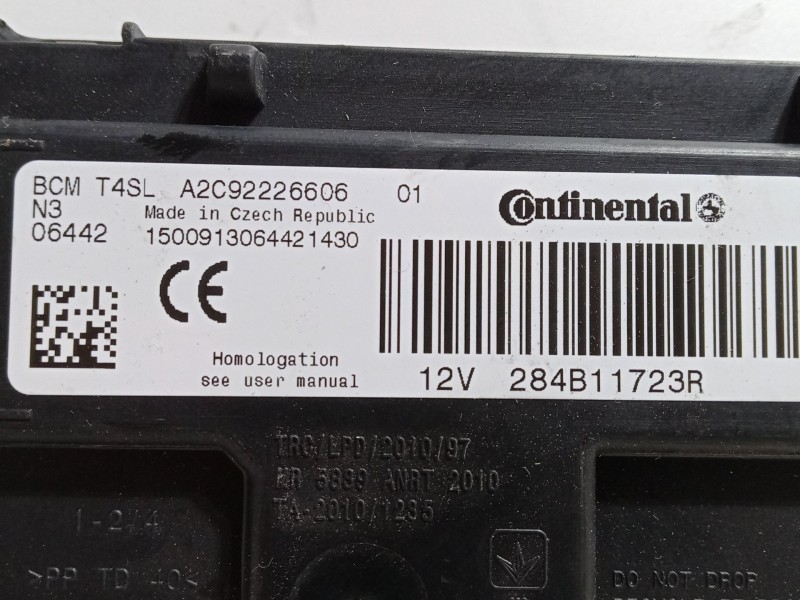 BCM T4SL A2C92226606 01
Continental
N3 Made in Czech Republic
06442 1500913064421430
CE
Homologation
see user manual
12V 284B11723R
TRC/LPD/2010/97
MR 5839 ANRT 2010
TA-2010/1235
1-2/4
>PP TD 40<
DO NOT DROP